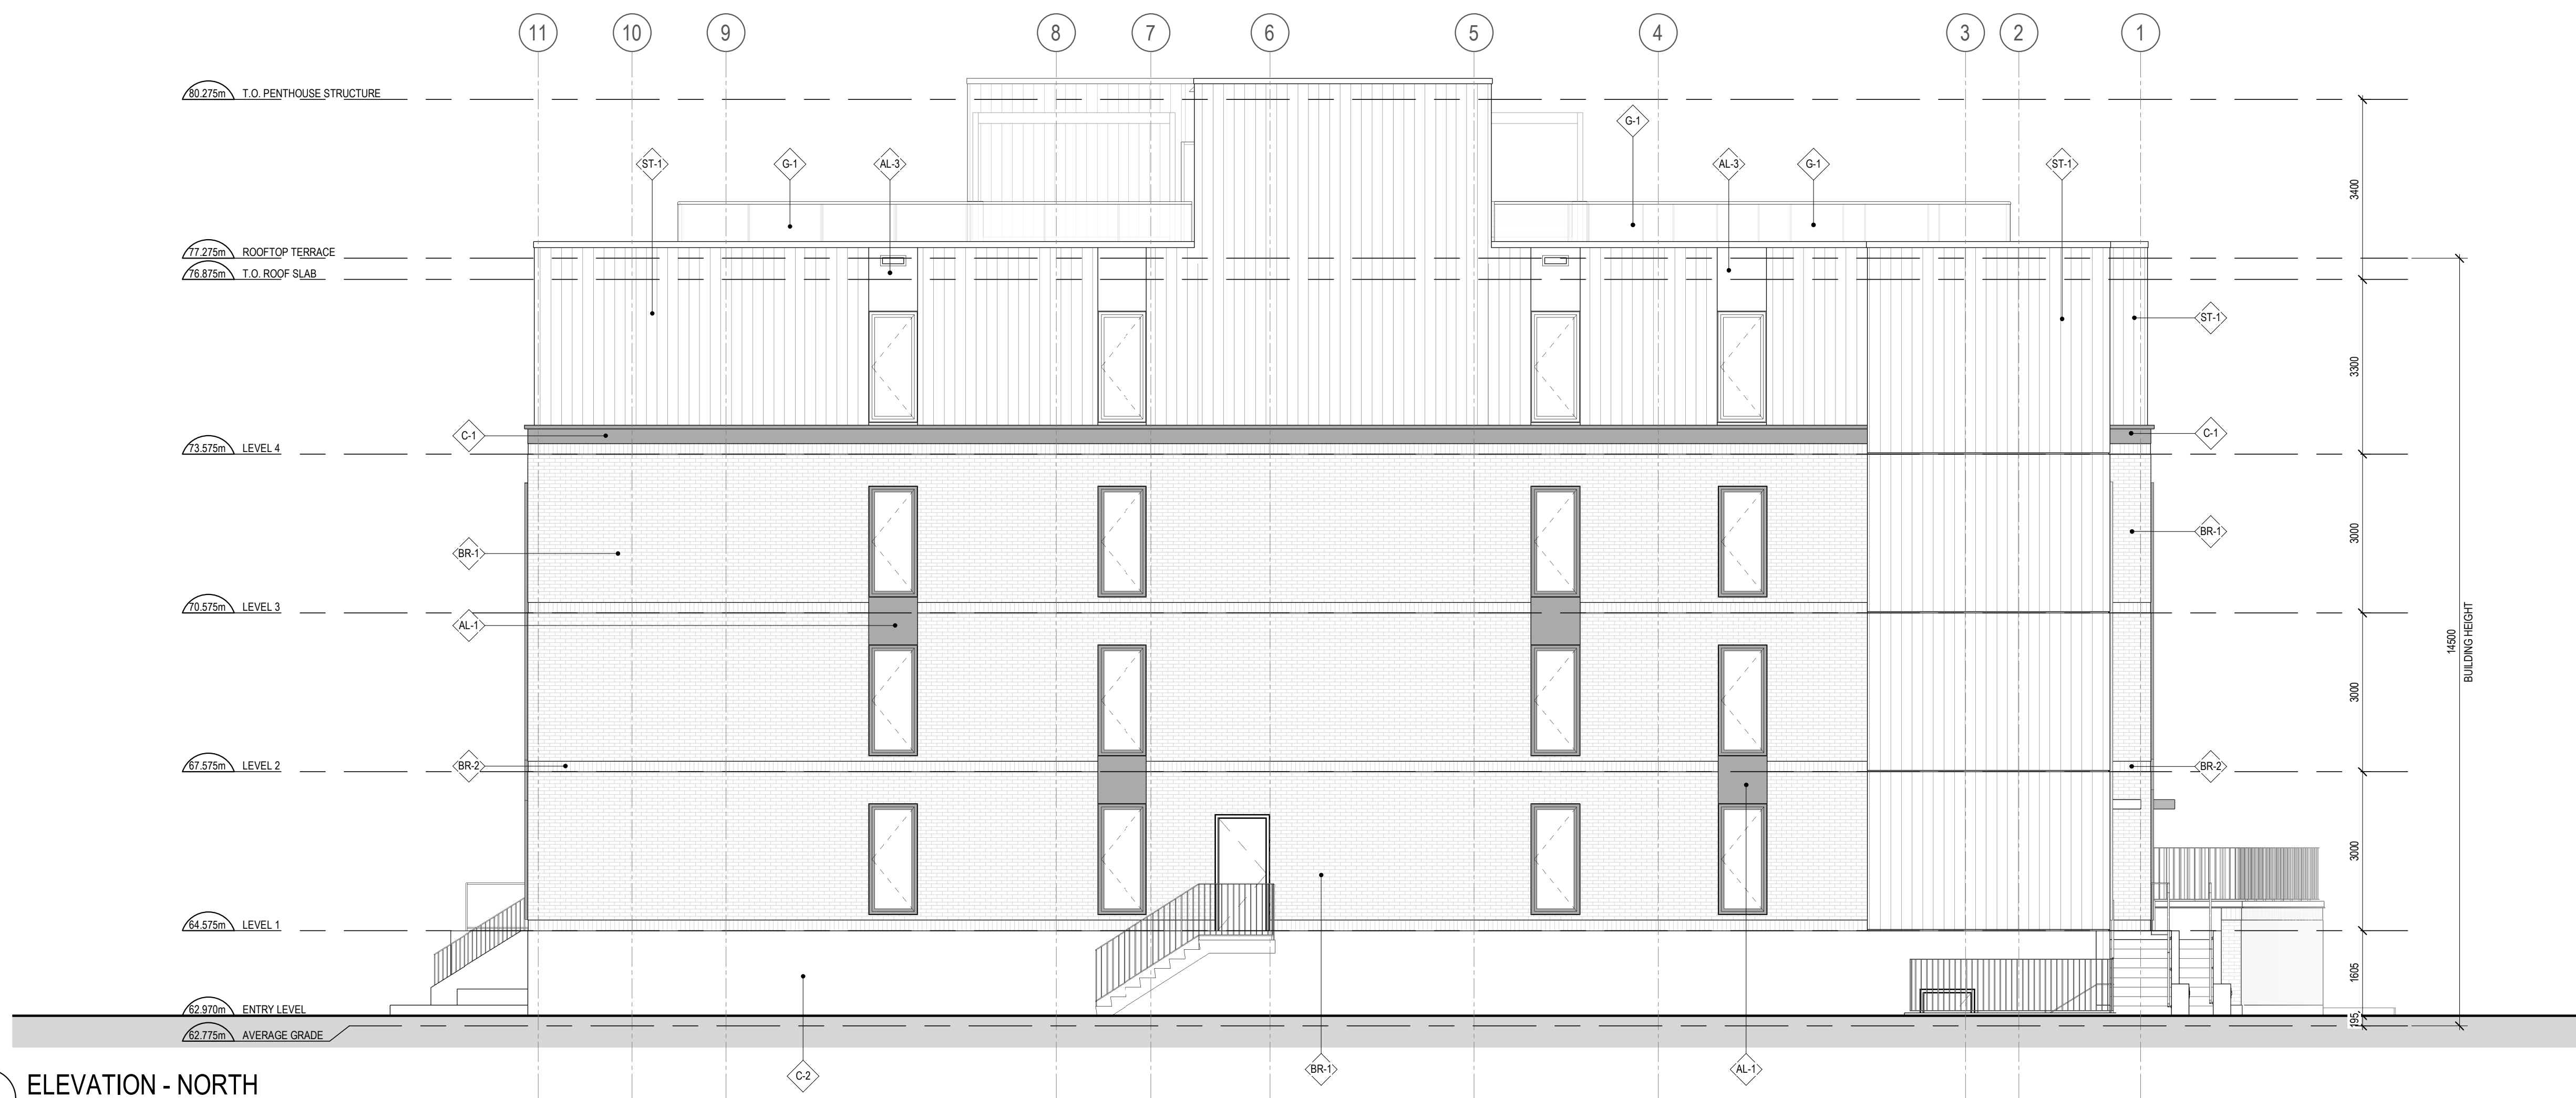 11 10 9 8 7 6 5 4 3 2 1
80.275m T.O. PENTHOUSE STRUCTURE
G-1
ST-1 G-1 AL-3 AL-3 G-1 ST-1
3400
77.275m ROOFTOP TERRACE
76.875m T.O. ROOF SLAB
ST-1
3300
C-1 C-1
73.575m LEVEL 4
BR-1 BR-1
3000
70.575m LEVEL 3
AL-1
14500
BUILDING HEIGHT
3000
67.575m LEVEL 2
BR-2 BR-2
3000
64.575m LEVEL 1
1605
62.970m ENTRY LEVEL
195
62.775m AVERAGE GRADE
C-2 BR-1 AL-1
ELEVATION - NORTH